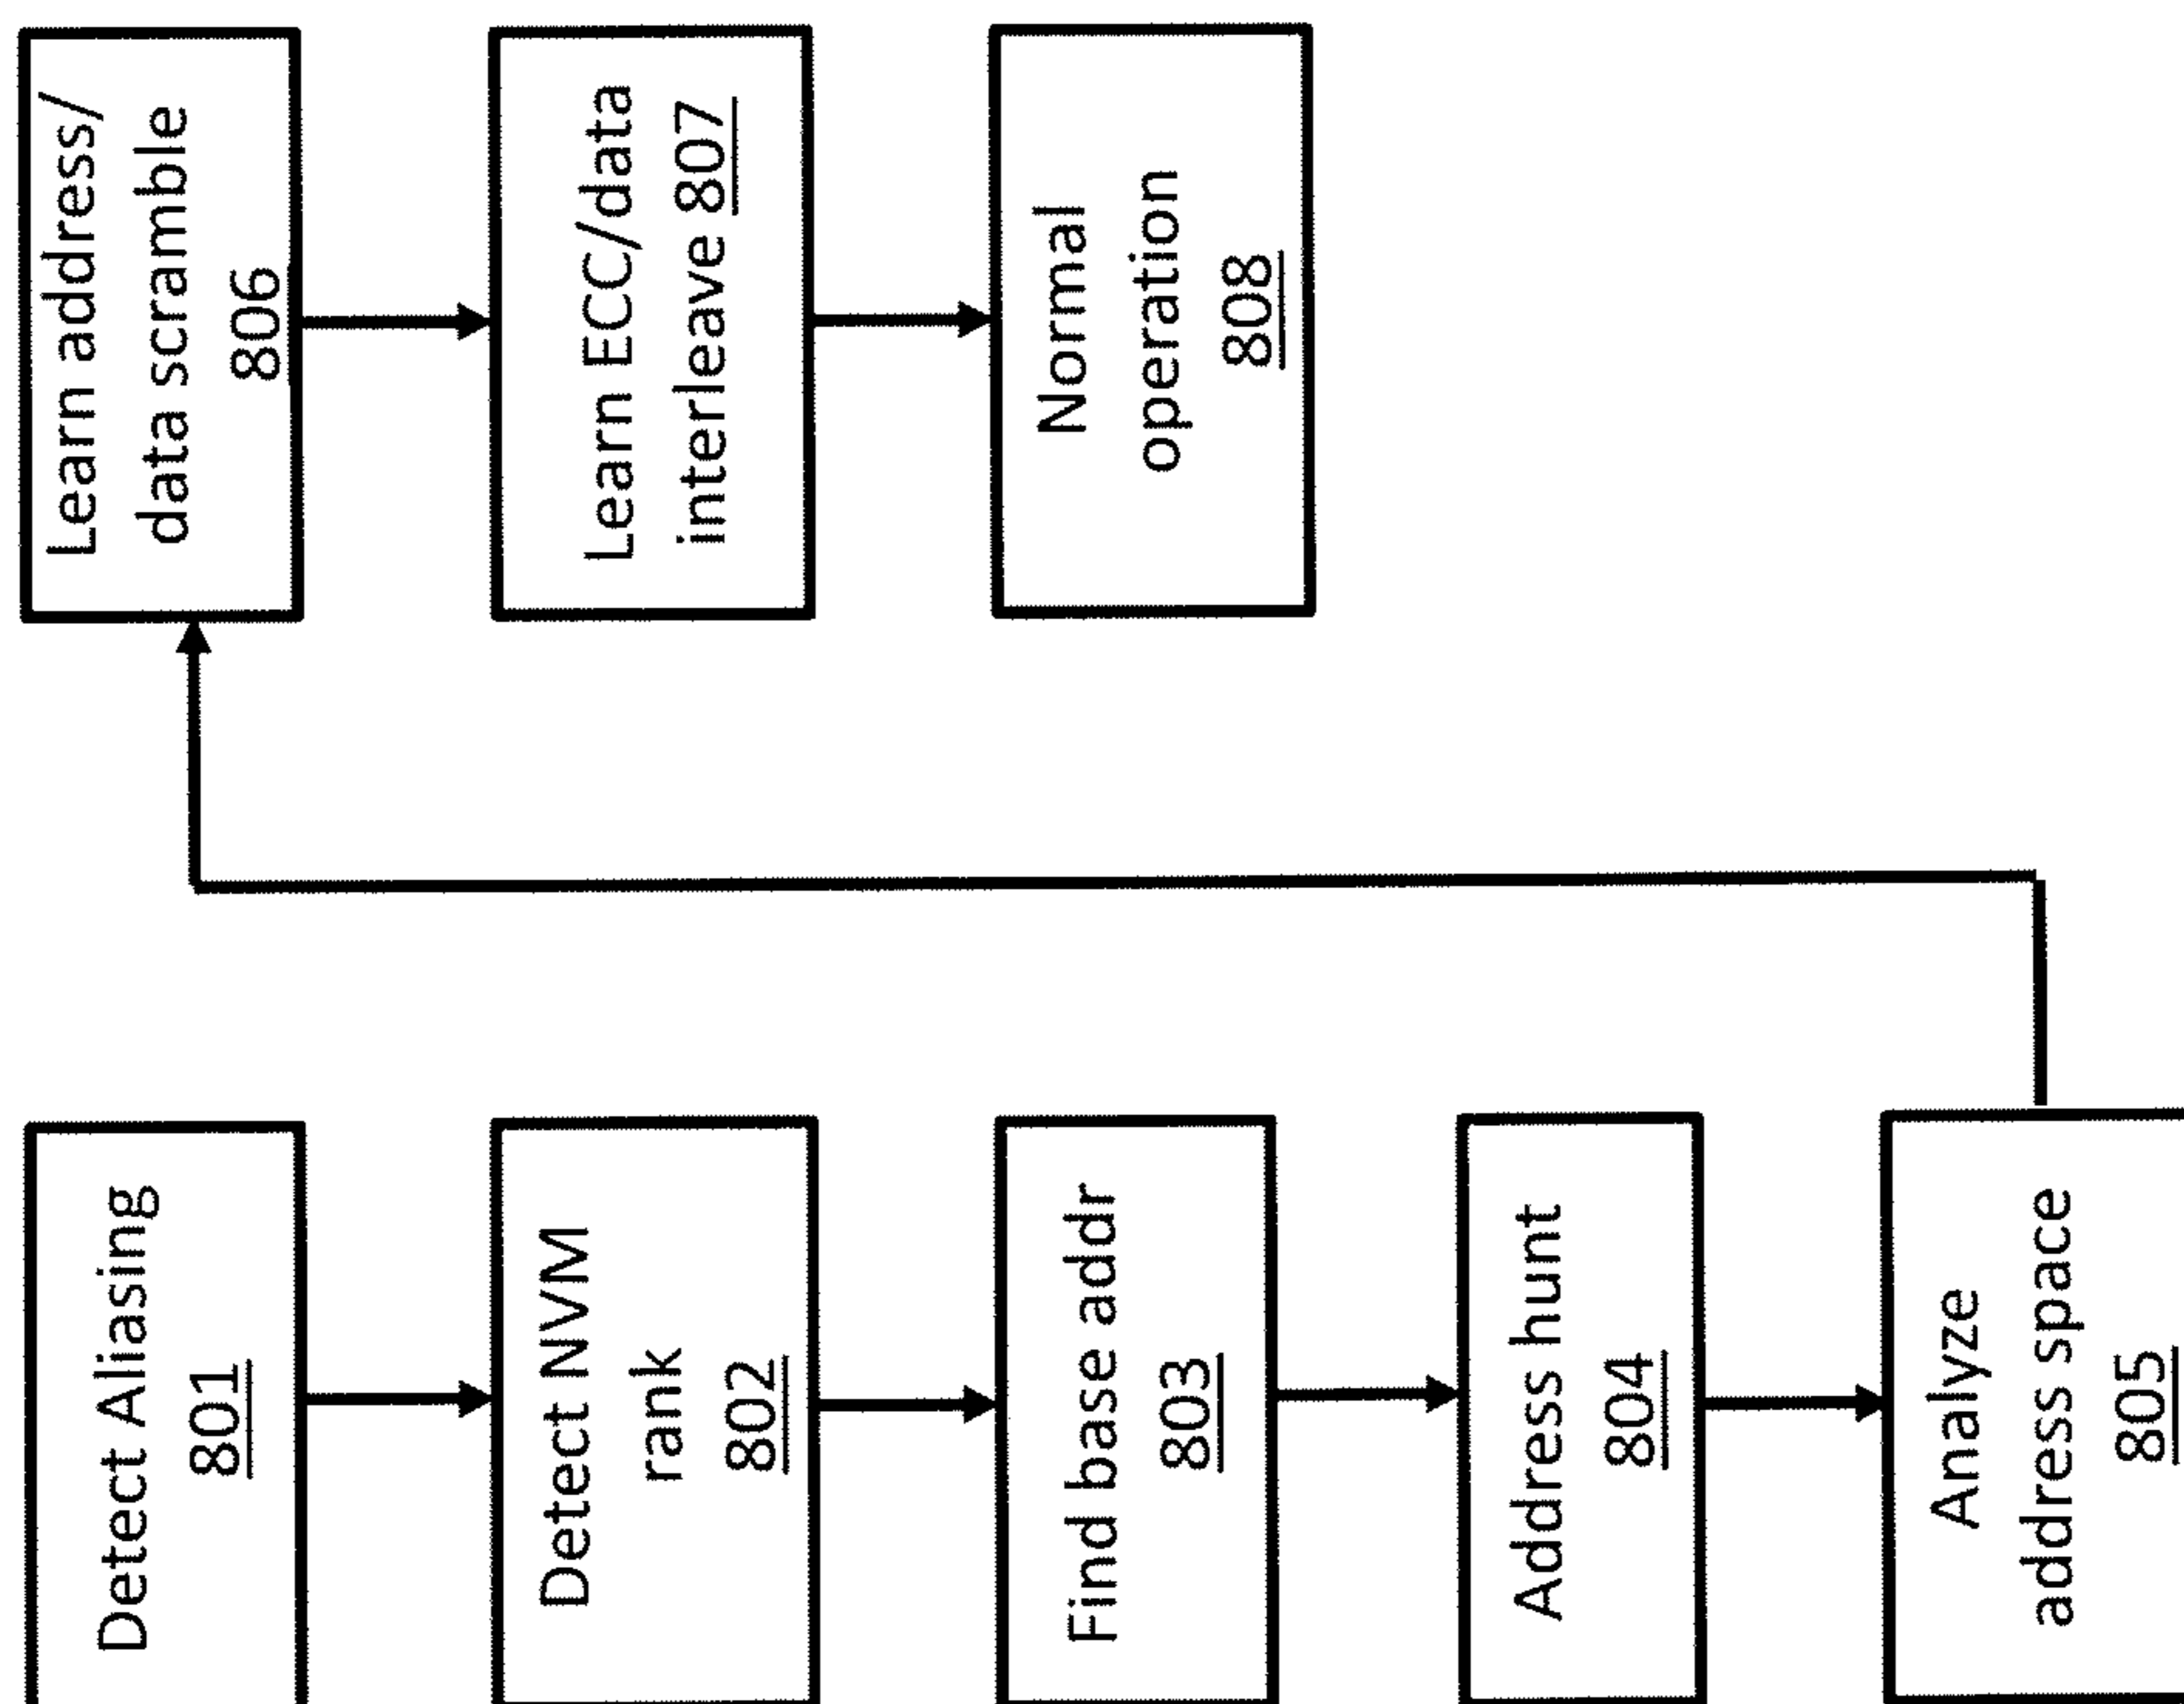 Detect Aliasing
801
Detect NVM
rank
802
Find base addr
803
Address hunt
804
Analyze
address space
805
Learn address/
data scramble
806
Learn ECC/data
interleave 807
Normal
operation
808